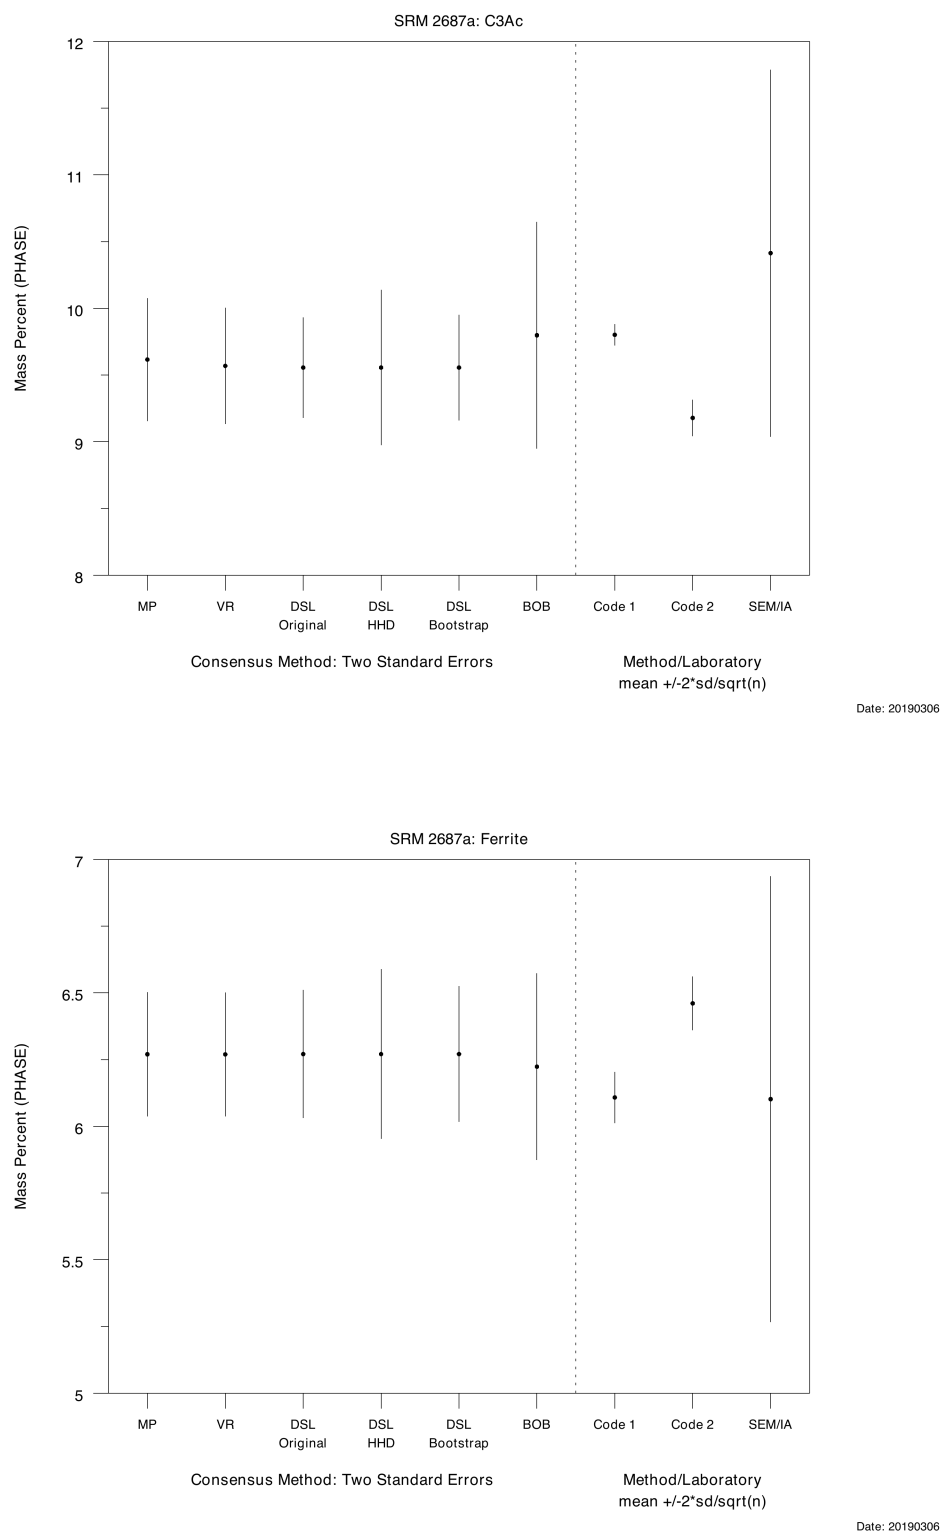 SRM 2687a: C3Ac
12
11
10
9
8
Mass Percent (PHASE)
MP VR DSL DSL DSL BOB Code 1 Code 2 SEM/IA
Original HHD Bootstrap
Consensus Method: Two Standard Errors Method/Laboratory
mean +/-2*sd/sqrt(n)
Date: 20190306
SRM 2687a: Ferrite
7
6.5
6
5.5
5
Mass Percent (PHASE)
MP VR DSL DSL DSL BOB Code 1 Code 2 SEM/IA
Original HHD Bootstrap
Consensus Method: Two Standard Errors Method/Laboratory
mean +/-2*sd/sqrt(n)
Date: 20190306